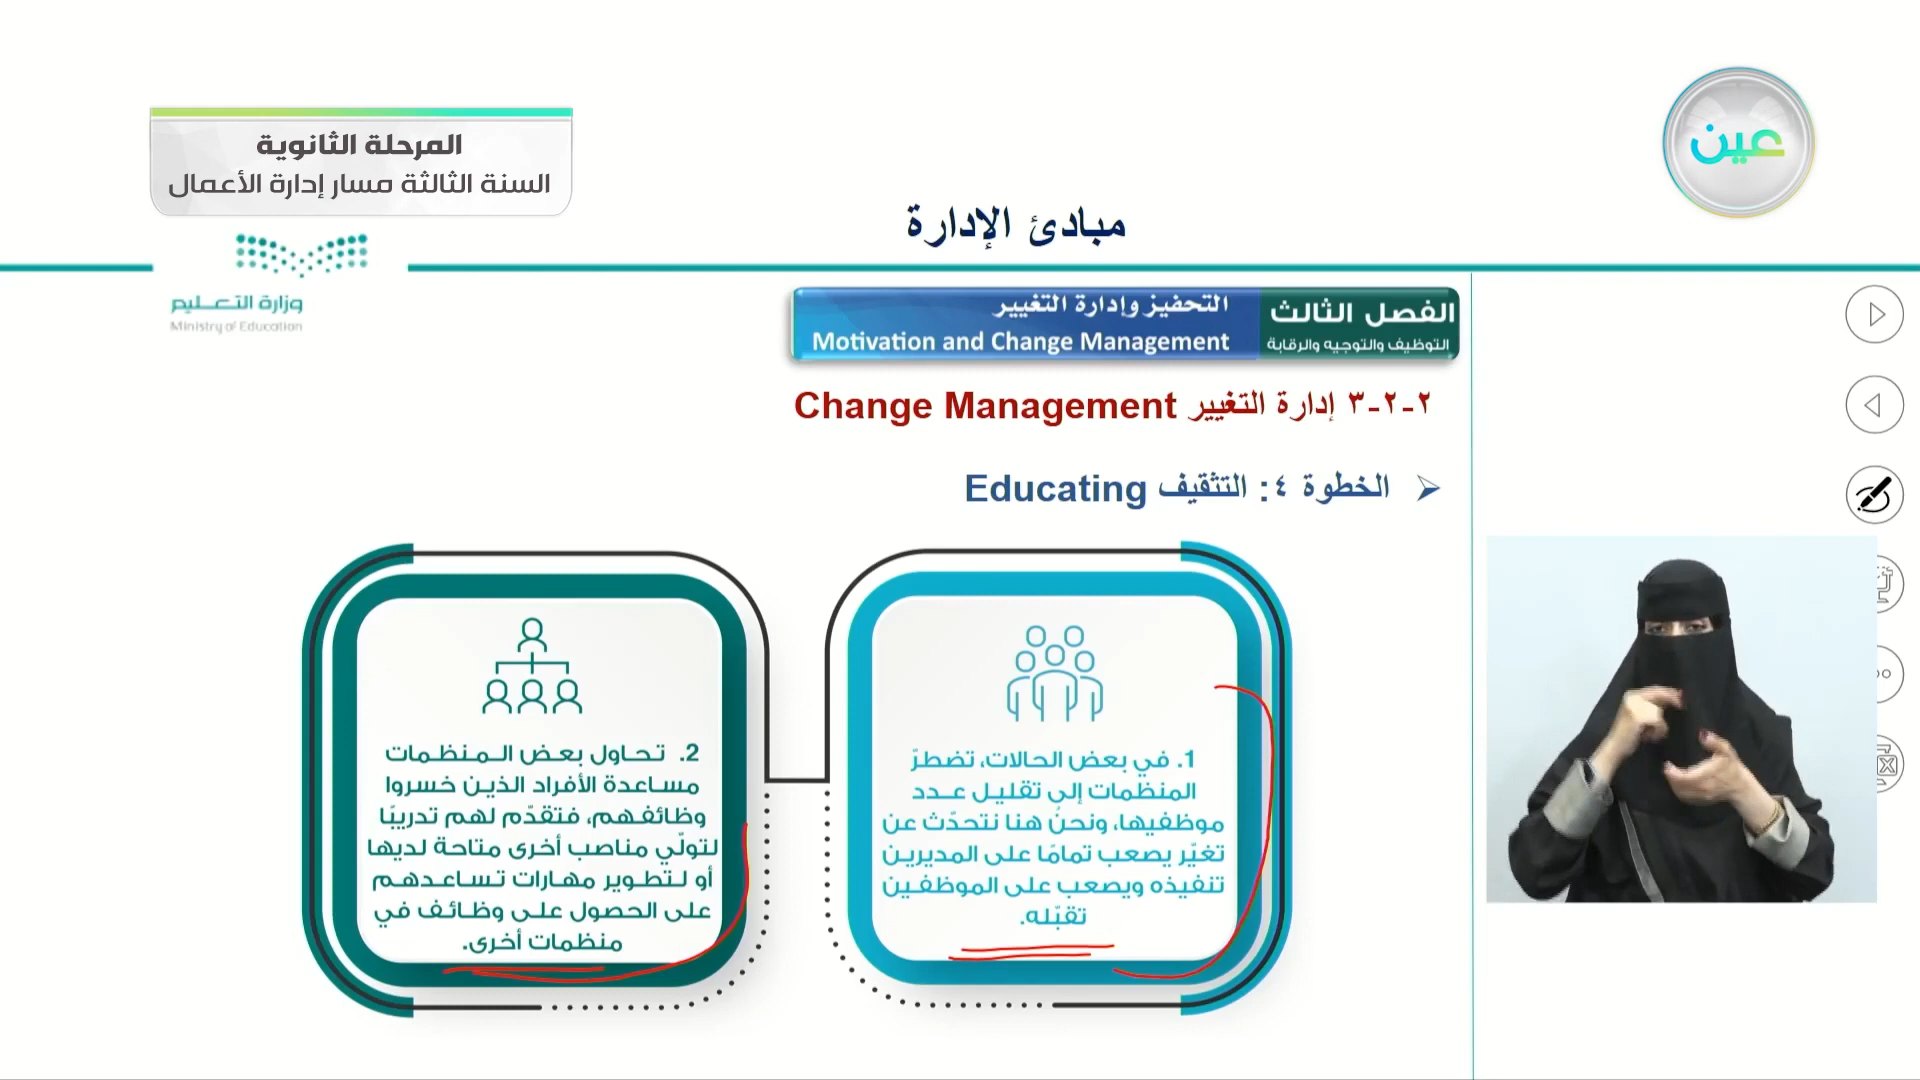 المرحلة الثانوية
السنة الثالثة مسار إدارة الأعمال
عين
مبادئ الإدارة
وزارة التعليم
Ministry of Education
الفصل الثالث
التوظيف والتوجيه والرقابة
التحفيز وإدارة التغيير
Motivation and Change Management
٣-٢-٢ إدارة التغيير Change Management
الخطوة ٤: التثقيف Educating
1. في بعض الحالات، تضطرّ
المنظمات إلى تقليل عدد
موظفيها، ونحنُ هنا نتحدّث عن
تغيّر يصعب تمامًا على المديرين
تنفيذه ويصعب على الموظفين
تقبّله.
2. تحاول بعض المنظمات
مساعدة الأفراد الذين خسروا
وظائفهم، فتقدّم لهم تدريبًا
لتولّي مناصب أخرى متاحة لديها
أو لتطوير مهارات تساعدهم
على الحصول على وظائف في
منظمات أخرى.